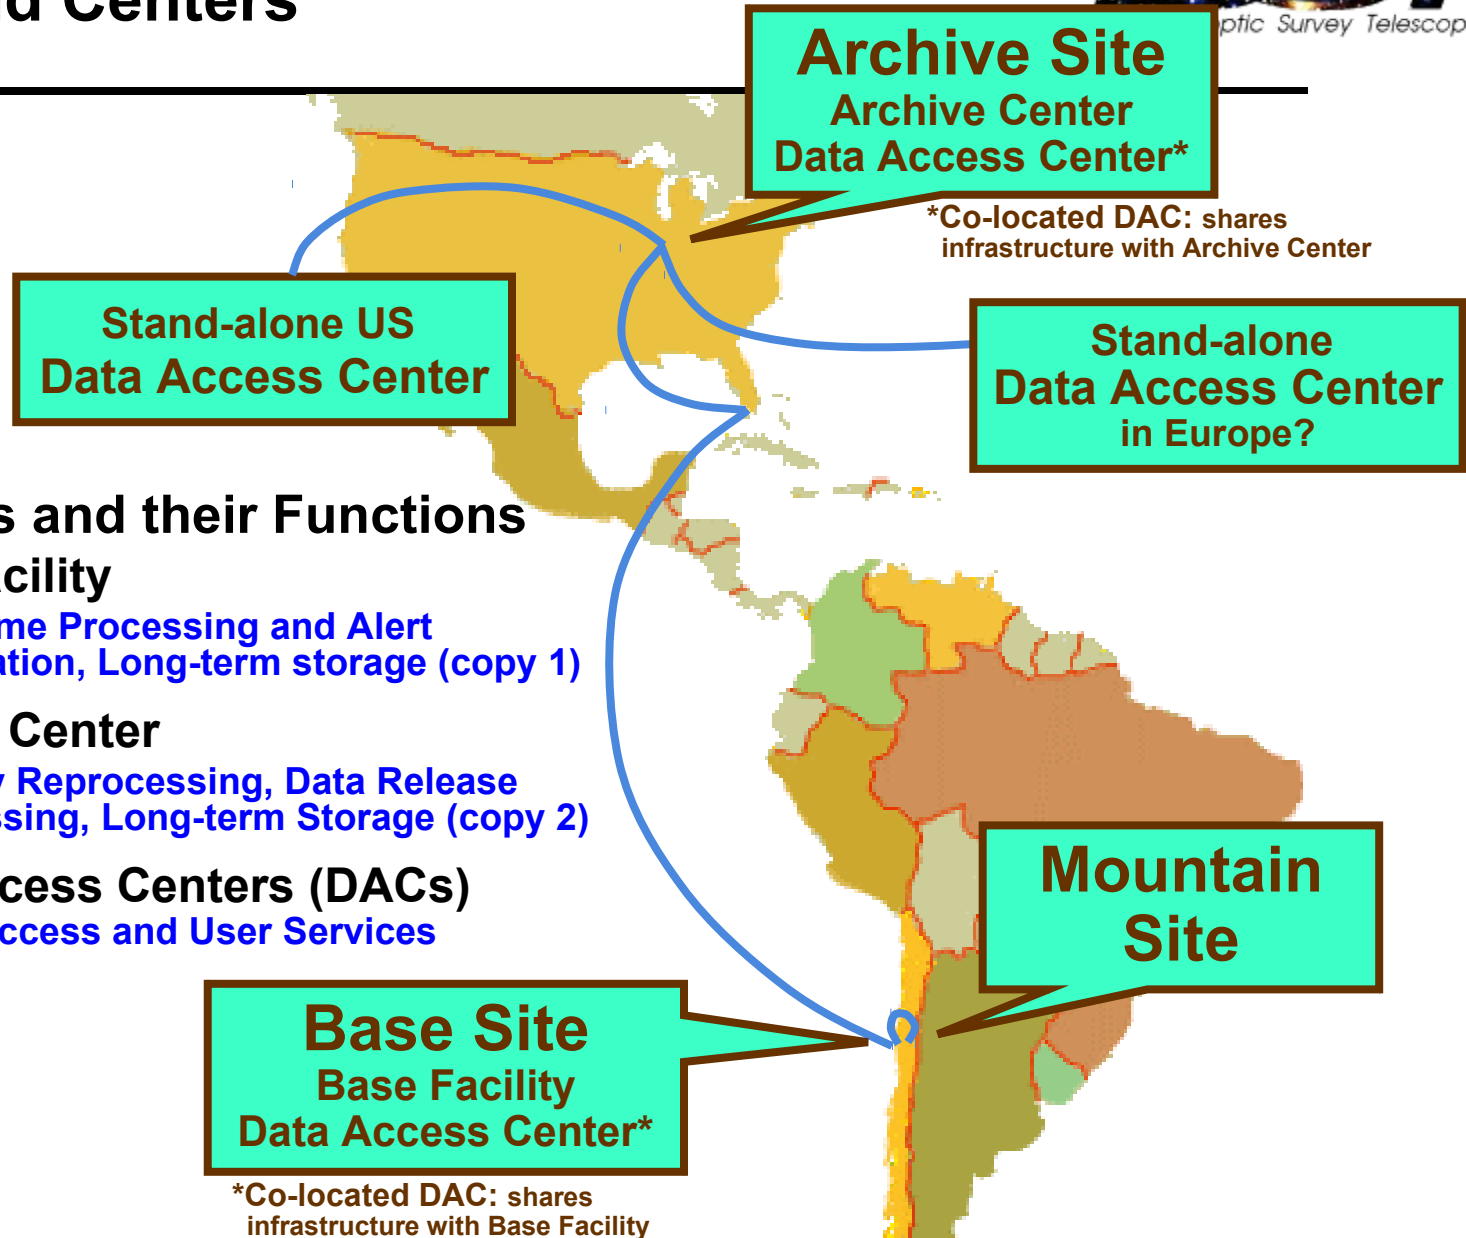 Centers
Survey Telescop
Archive Site
Archive Center
Data Access Center*
*Co-located DAC: shares
infrastructure with Archive Center
Stand-alone US
Data Access Center
Stand-alone
Data Access Center
in Europe?
s and their Functions
cility
me Processing and Alert
ation, Long-term storage (copy 1)
Center
y Reprocessing, Data Release
ssing, Long-term Storage (copy 2)
cess Centers (DACs)
ccess and User Services
Mountain
Site
Base Site
Base Facility
Data Access Center*
*Co-located DAC: shares
infrastructure with Base Facility